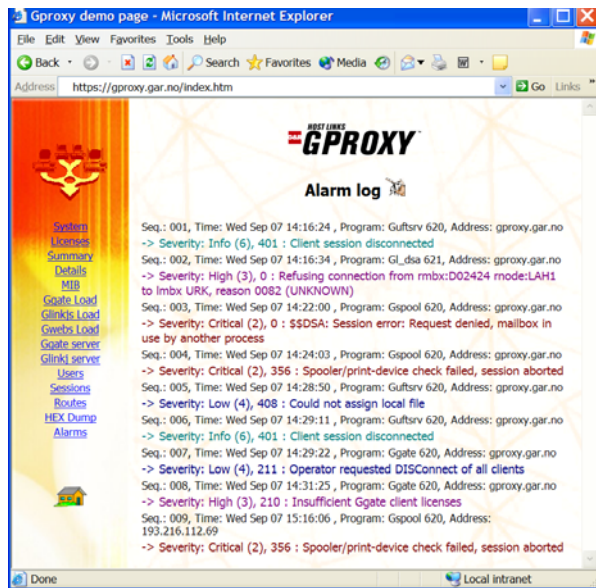 Gproxy demo page - Microsoft Internet Explorer
File Edit View Favorites Tools Help
Back Search Favorites Media
Address https://gproxy.gar.no/index.htm Go Links »
HOST LINKS
GPROXY
Alarm log
System
Licenses
Summary
Details
MIB
Ggate Load
Glinkjs Load
Gwebs Load
Ggate server
Glinkj server
Users
Sessions
Routes
HEX Dump
Alarms
Seq.: 001, Time: Wed Sep 07 14:16:24 , Program: Guftsrv 620, Address: gproxy.gar.no
-> Severity: Info (6), 401 : Client session disconnected
Seq.: 002, Time: Wed Sep 07 14:16:34 , Program: Gl_dsa 621, Address: gproxy.gar.no
-> Severity: High (3), 0 : Refusing connection from rmbx:D02424 rnode:LAH1
to lmbx URK, reason 0082 (UNKNOWN)
Seq.: 003, Time: Wed Sep 07 14:22:00 , Program: Gspool 620, Address: gproxy.gar.no
-> Severity: Critical (2), 0 : $$DSA: Session error: Request denied, mailbox in
use by another process
Seq.: 004, Time: Wed Sep 07 14:24:03 , Program: Gspool 620, Address: gproxy.gar.no
-> Severity: Critical (2), 356 : Spooler/print-device check failed, session aborted
Seq.: 005, Time: Wed Sep 07 14:28:50 , Program: Guftsrv 620, Address: gproxy.gar.no
-> Severity: Low (4), 408 : Could not assign local file
Seq.: 006, Time: Wed Sep 07 14:29:11 , Program: Guftsrv 620, Address: gproxy.gar.no
-> Severity: Info (6), 401 : Client session disconnected
Seq.: 007, Time: Wed Sep 07 14:29:22 , Program: Ggate 620, Address: gproxy.gar.no
-> Severity: Low (4), 211 : Operator requested DISConnect of all clients
Seq.: 008, Time: Wed Sep 07 14:31:25 , Program: Ggate 620, Address: gproxy.gar.no
-> Severity: High (3), 210 : Insufficient Ggate client licenses
Seq.: 009, Time: Wed Sep 07 15:16:06 , Program: Gspool 620, Address:
193.216.112.69
-> Severity: Critical (2), 356 : Spooler/print-device check failed, session aborted
Done Local intranet